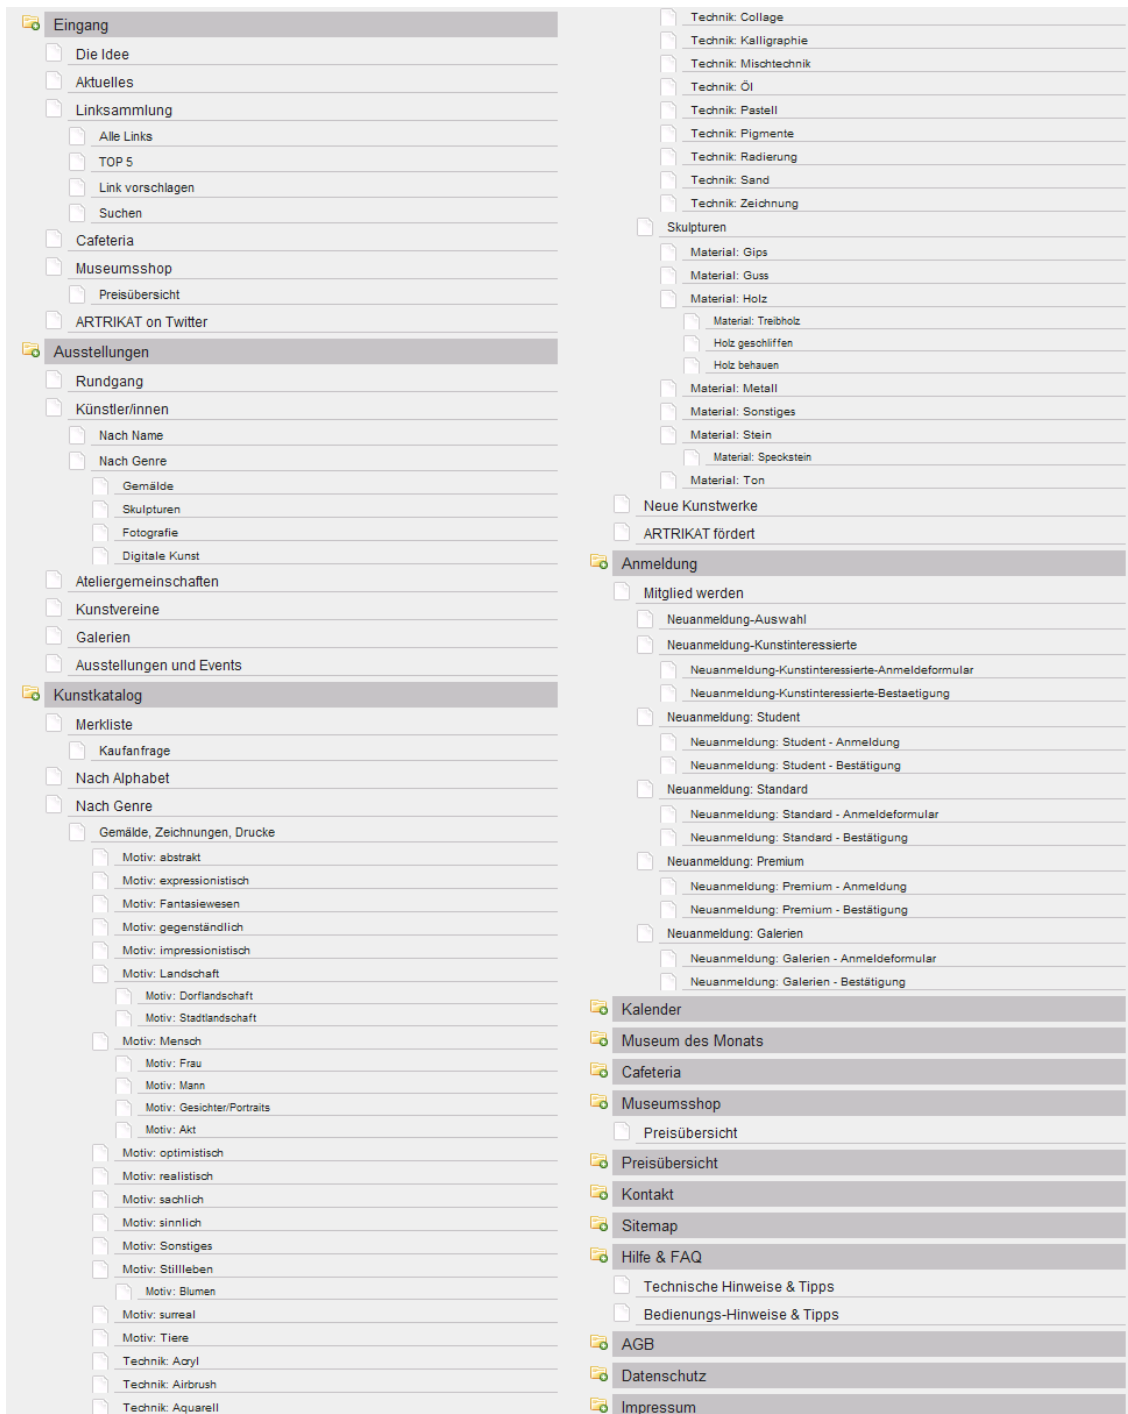 Eingang
Die Idee
Aktuelles
Linksammlung
Alle Links
TOP 5
Link vorschlagen
Suchen
Cafeteria
Museumsshop
Preisübersicht
ARTRIKAT on Twitter
Ausstellungen
Rundgang
Künstler/innen
Nach Name
Nach Genre
Gemälde
Skulpturen
Fotografie
Digitale Kunst
Ateliergemeinschaften
Kunstvereine
Galerien
Ausstellungen und Events
Kunstkatalog
Merkliste
Kaufanfrage
Nach Alphabet
Nach Genre
Gemälde, Zeichnungen, Drucke
Motiv: abstrakt
Motiv: expressionistisch
Motiv: Fantasiewesen
Motiv: gegenständlich
Motiv: impressionistisch
Motiv: Landschaft
Motiv: Dorflandschaft
Motiv: Stadtlandschaft
Motiv: Mensch
Motiv: Frau
Motiv: Mann
Motiv: Gesichter/Portraits
Motiv: Akt
Motiv: optimistisch
Motiv: realistisch
Motiv: sachlich
Motiv: sinnlich
Motiv: Sonstiges
Motiv: Stillleben
Motiv: Blumen
Motiv: surreal
Motiv: Tiere
Technik: Acryl
Technik: Airbrush
Technik: Aquarell
Technik: Collage
Technik: Kalligraphie
Technik: Mischtechnik
Technik: Öl
Technik: Pastell
Technik: Pigmente
Technik: Radierung
Technik: Sand
Technik: Zeichnung
Skulpturen
Material: Gips
Material: Guss
Material: Holz
Material: Treibholz
Holz geschliffen
Holz behauen
Material: Metall
Material: Sonstiges
Material: Stein
Material: Speckstein
Material: Ton
Neue Kunstwerke
ARTRIKAT fördert
Anmeldung
Mitglied werden
Neuanmeldung-Auswahl
Neuanmeldung-Kunstinteressierte
Neuanmeldung-Kunstinteressierte-Anmeldeformular
Neuanmeldung-Kunstinteressierte-Bestaetigung
Neuanmeldung: Student
Neuanmeldung: Student - Anmeldung
Neuanmeldung: Student - Bestätigung
Neuanmeldung: Standard
Neuanmeldung: Standard - Anmeldeformular
Neuanmeldung: Standard - Bestätigung
Neuanmeldung: Premium
Neuanmeldung: Premium - Anmeldung
Neuanmeldung: Premium - Bestätigung
Neuanmeldung: Galerien
Neuanmeldung: Galerien - Anmeldeformular
Neuanmeldung: Galerien - Bestätigung
Kalender
Museum des Monats
Cafeteria
Museumsshop
Preisübersicht
Preisübersicht
Kontakt
Sitemap
Hilfe & FAQ
Technische Hinweise & Tipps
Bedienungs-Hinweise & Tipps
AGB
Datenschutz
Impressum